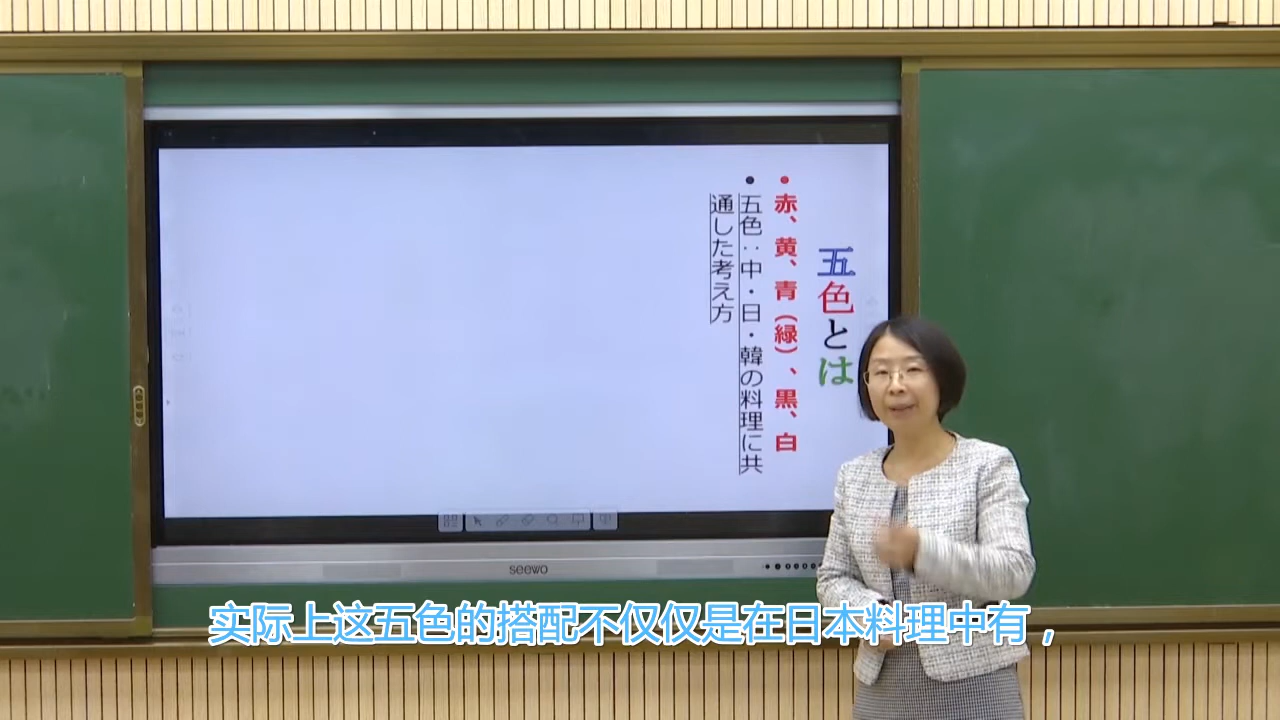 五色とは
赤、黄、青（緑）、黒、白
五色：中・日・韓の料理に共
通した考え方
seewo
实际上这五色的搭配不仅仅是在日本料理中有，